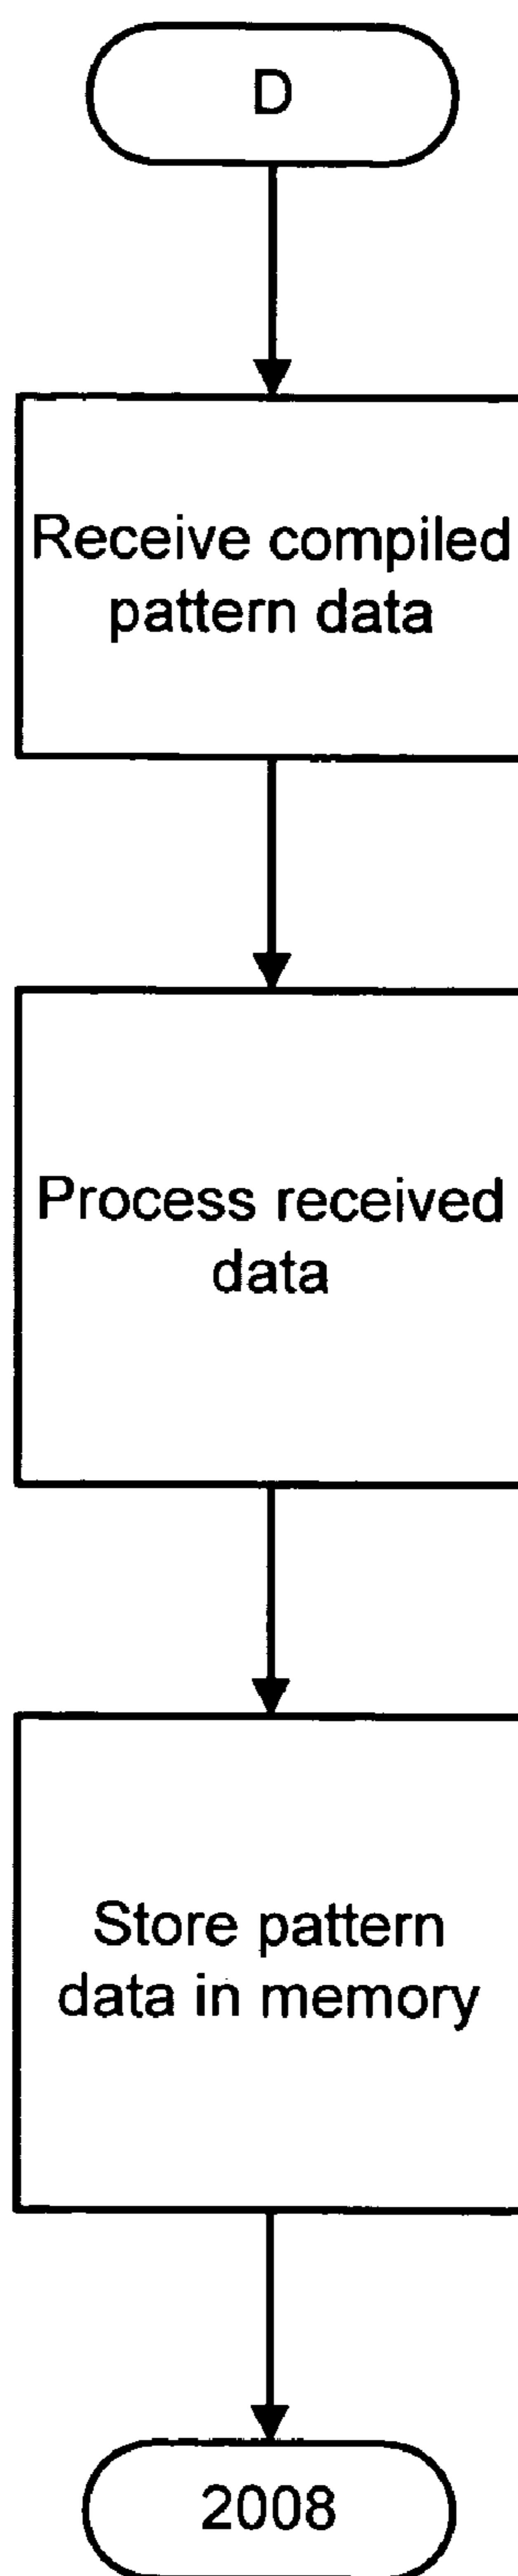 D
Receive compiled
pattern data
Process received
data
Store pattern
data in memory
2008